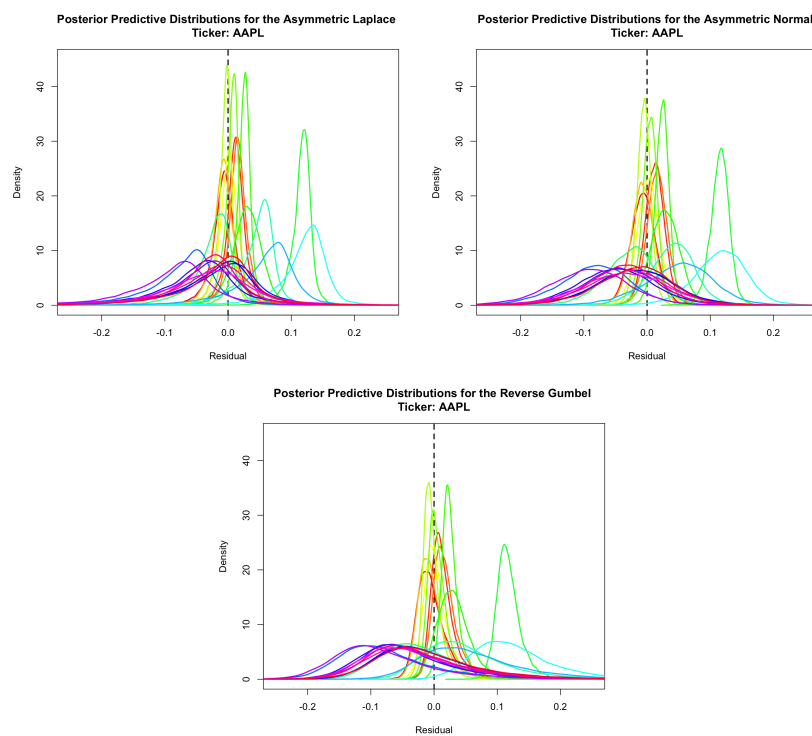 Posterior Predictive Distributions for the Asymmetric Laplace
Ticker: AAPL
Density
0
10
20
30
40
-0.2
-0.1
0.0
0.1
0.2
Residual
Posterior Predictive Distributions for the Asymmetric Normal
Ticker: AAPL
Density
0
10
20
30
40
-0.2
-0.1
0.0
0.1
0.2
Residual
Posterior Predictive Distributions for the Reverse Gumbel
Ticker: AAPL
Density
0
10
20
30
40
-0.2
-0.1
0.0
0.1
0.2
Residual